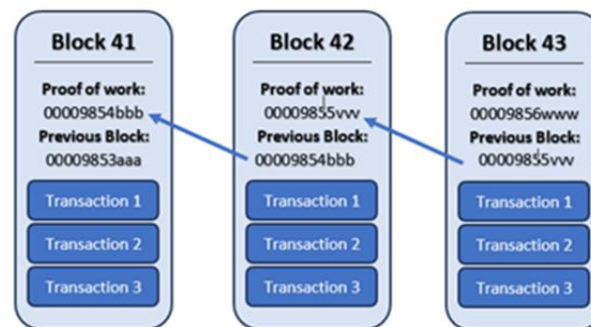 Block 41
Proof of work:
00009854bbb
Previous Block:
00009853aaa
Transaction 1
Transaction 2
Transaction 3
Block 42
Proof of work:
00009855vvv
Previous Block:
00009854bbb
Transaction 1
Transaction 2
Transaction 3
Block 43
Proof of work:
00009856www
Previous Block:
00009855vvv
Transaction 1
Transaction 2
Transaction 3